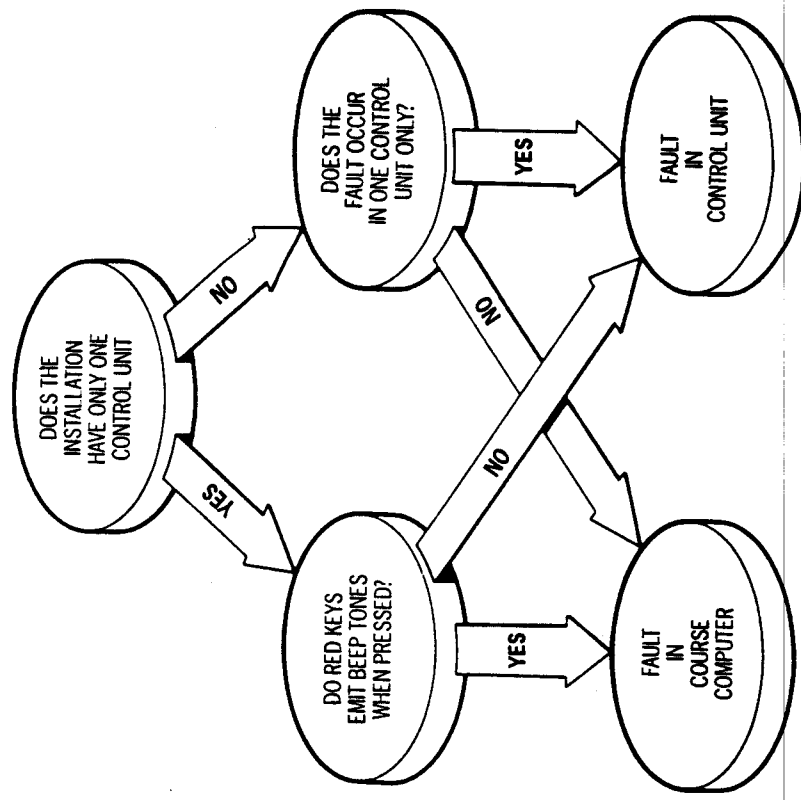 DOES THE
INSTALLATION
HAVE ONLY ONE
CONTROL UNIT
YES
NO
DO RED KEYS
EMIT BEEP TONES
WHEN PRESSED?
DOES THE
FAULT OCCUR
IN ONE CONTROL
UNIT ONLY?
YES
NO
NO
YES
FAULT
IN
COURSE
COMPUTER
FAULT
IN
CONTROL UNIT